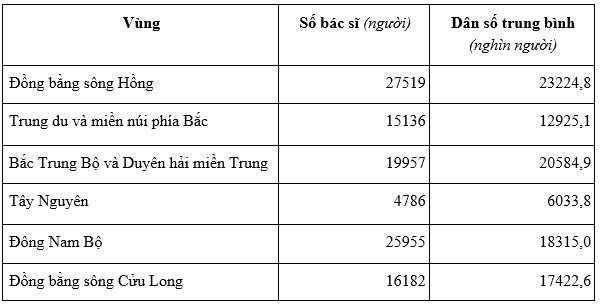 Vùng Số bác sĩ (người) Dân số trung bình
(nghìn người)
Đồng bằng sông Hồng 27519 23224,8
Trung du và miền núi phía Bắc 15136 12925,1
Bắc Trung Bộ và Duyên hải miền Trung 19957 20584,9
Tây Nguyên 4786 6033,8
Đông Nam Bộ 25955 18315,0
Đồng bằng sông Cửu Long 16182 17422,6